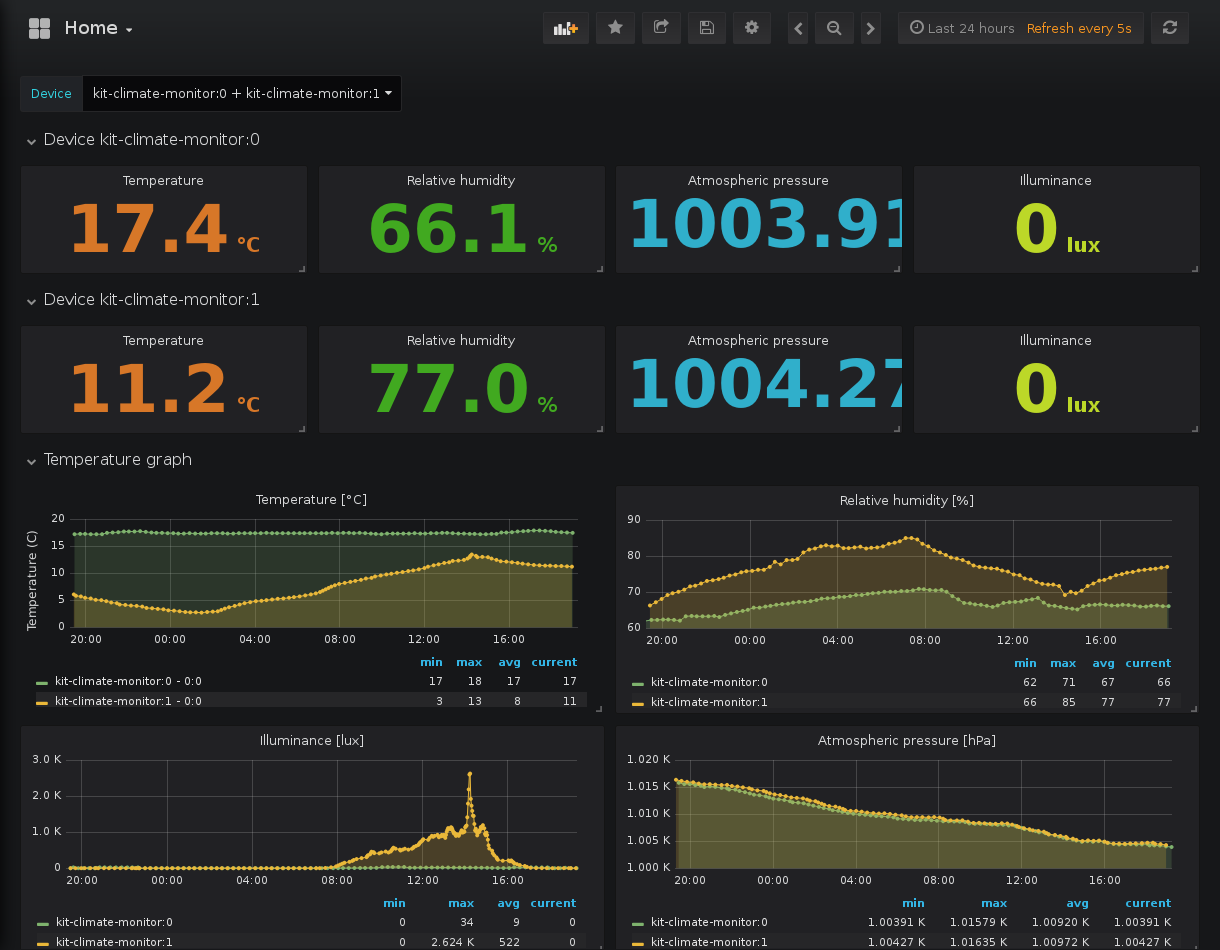 Home
Last 24 hours Refresh every 5s
Device kit-climate-monitor:0 + kit-climate-monitor:1
Device kit-climate-monitor:0
Temperature Relative humidity Atmospheric pressure Illuminance
17.4 °C 66.1 % 1003.91 0 lux
Device kit-climate-monitor:1
Temperature Relative humidity Atmospheric pressure Illuminance
11.2 °C 77.0 % 1004.27 0 lux
Temperature graph
Temperature [°C]
Temperature (C)
20
15
10
5
0
20:00 00:00 04:00 08:00 12:00 16:00
min max avg current
kit-climate-monitor:0 - 0:0 17 18 17 17
kit-climate-monitor:1 - 0:0 3 13 8 11
Relative humidity [%]
90
80
70
60
20:00 00:00 04:00 08:00 12:00 16:00
min max avg current
kit-climate-monitor:0 62 71 67 66
kit-climate-monitor:1 66 85 77 77
Illuminance [lux]
3.0 K
2.0 K
1.0 K
0
20:00 00:00 04:00 08:00 12:00 16:00
min max avg current
kit-climate-monitor:0 0 34 9 0
kit-climate-monitor:1 0 2.624 K 522 0
Atmospheric pressure [hPa]
1.020 K
1.015 K
1.010 K
1.005 K
1.000 K
20:00 00:00 04:00 08:00 12:00 16:00
min max avg current
kit-climate-monitor:0 1.00391 K 1.01579 K 1.00920 K 1.00391 K
kit-climate-monitor:1 1.00427 K 1.01635 K 1.00972 K 1.00427 K